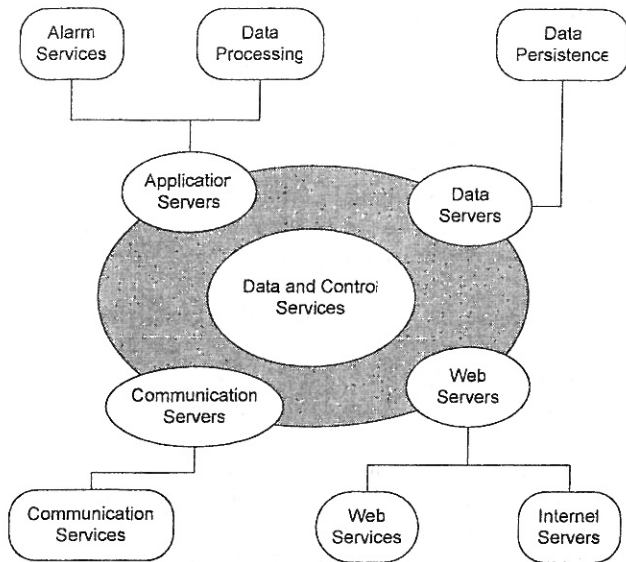 Alarm
Services
Data
Processing
Data
Persistence
Application
Servers
Data
Servers
Data and Control
Services
Communication
Servers
Web
Servers
Communication
Services
Web
Services
Internet
Servers